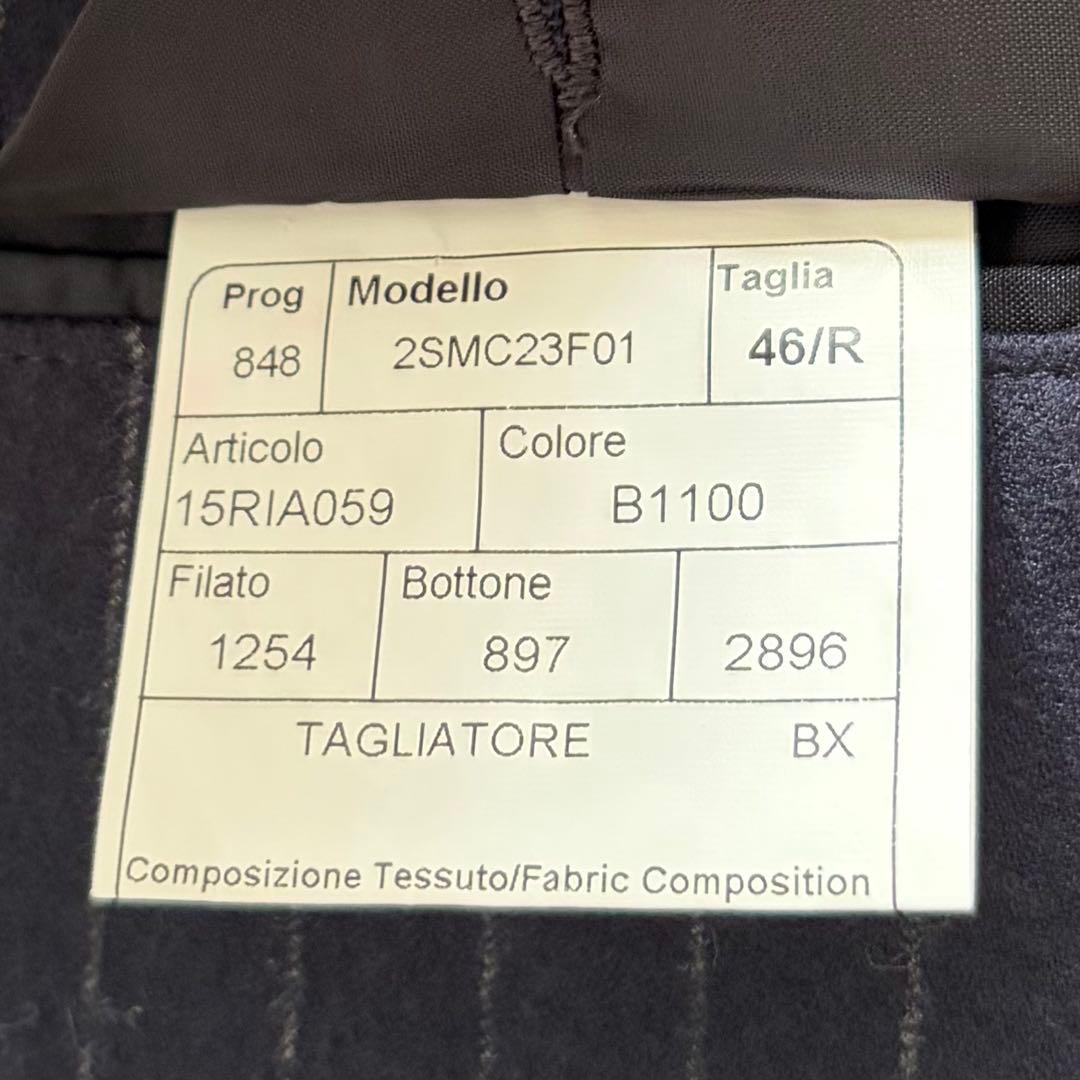 Prog Modello Taglia
848 2SMC23F01 46/R
Articolo Colore
15RIA059 B1100
Filato Bottone
1254 897 2896
TAGLIATORE BX
Composizione Tessuto/Fabric Composition